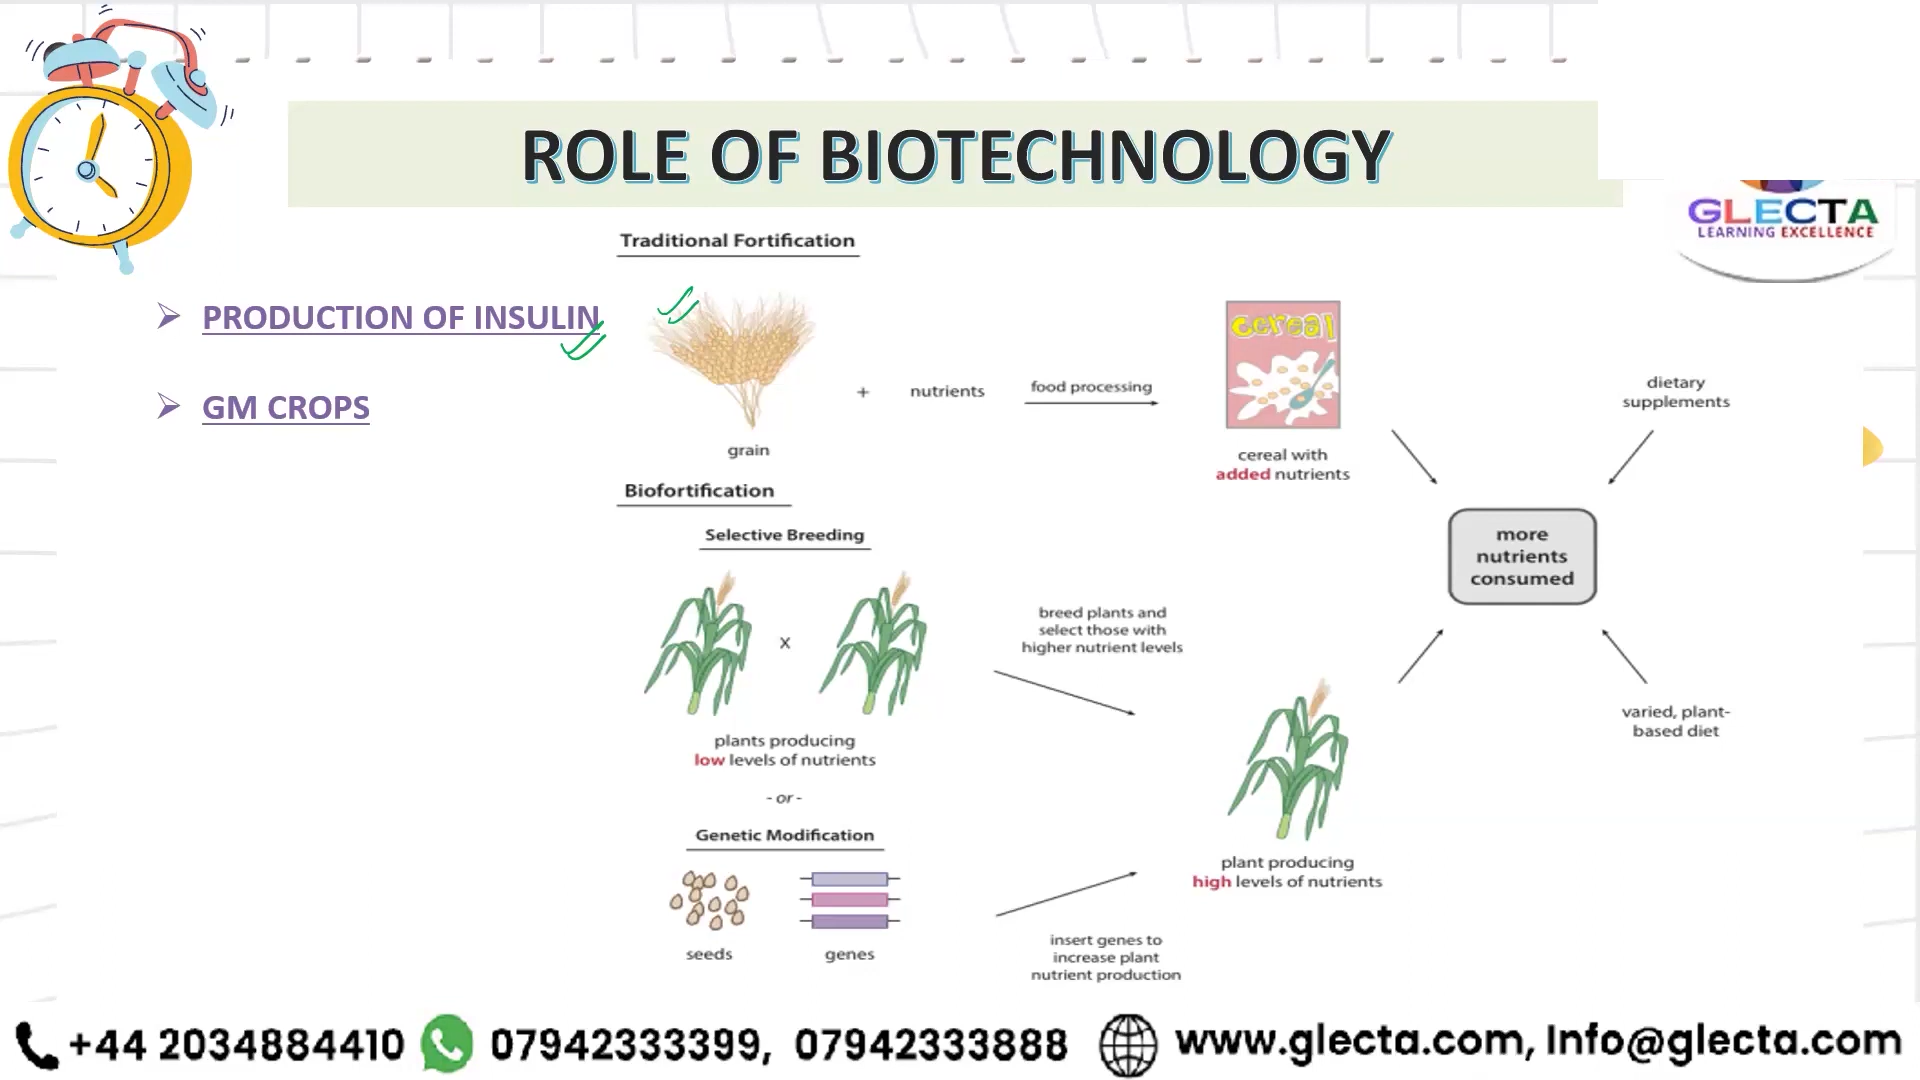 ROLE OF BIOTECHNOLOGY
GLECTA
LEARNING EXCELLENCE
PRODUCTION OF INSULIN
GM CROPS
Traditional Fortification
grain
+
nutrients
food processing
cereal
cereal with
added nutrients
dietary
supplements
more
nutrients
consumed
varied, plant-
based diet
Biofortification
Selective Breeding
x
plants producing
low levels of nutrients
breed plants and
select those with
higher nutrient levels
- or -
Genetic Modification
seeds
genes
insert genes to
increase plant
nutrient production
plant producing
high levels of nutrients
+44 2034884410 07942333399, 07942333888 www.glecta.com, Info@glecta.com